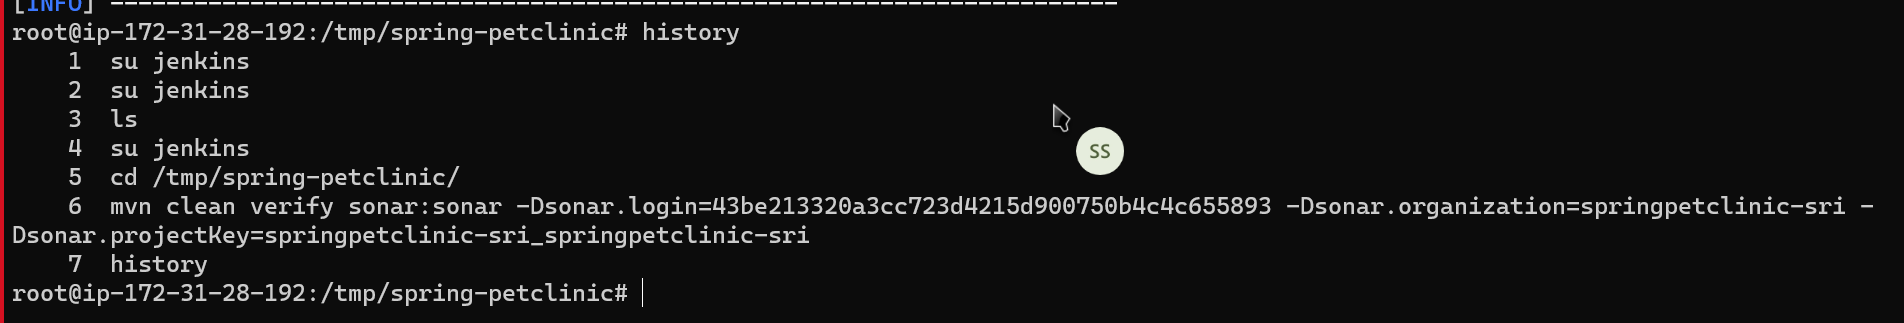 [INFO] ------------------------------------------------------------------------
root@ip-172-31-28-192:/tmp/spring-petclinic# history
    1  su jenkins
    2  su jenkins
    3  ls
    4  su jenkins
    5  cd /tmp/spring-petclinic/
    6  mvn clean verify sonar:sonar -Dsonar.login=43be213320a3cc723d4215d900750b4c4c655893 -Dsonar.organization=springpetclinic-sri -
Dsonar.projectKey=springpetclinic-sri_springpetclinic-sri
    7  history
root@ip-172-31-28-192:/tmp/spring-petclinic#
SS